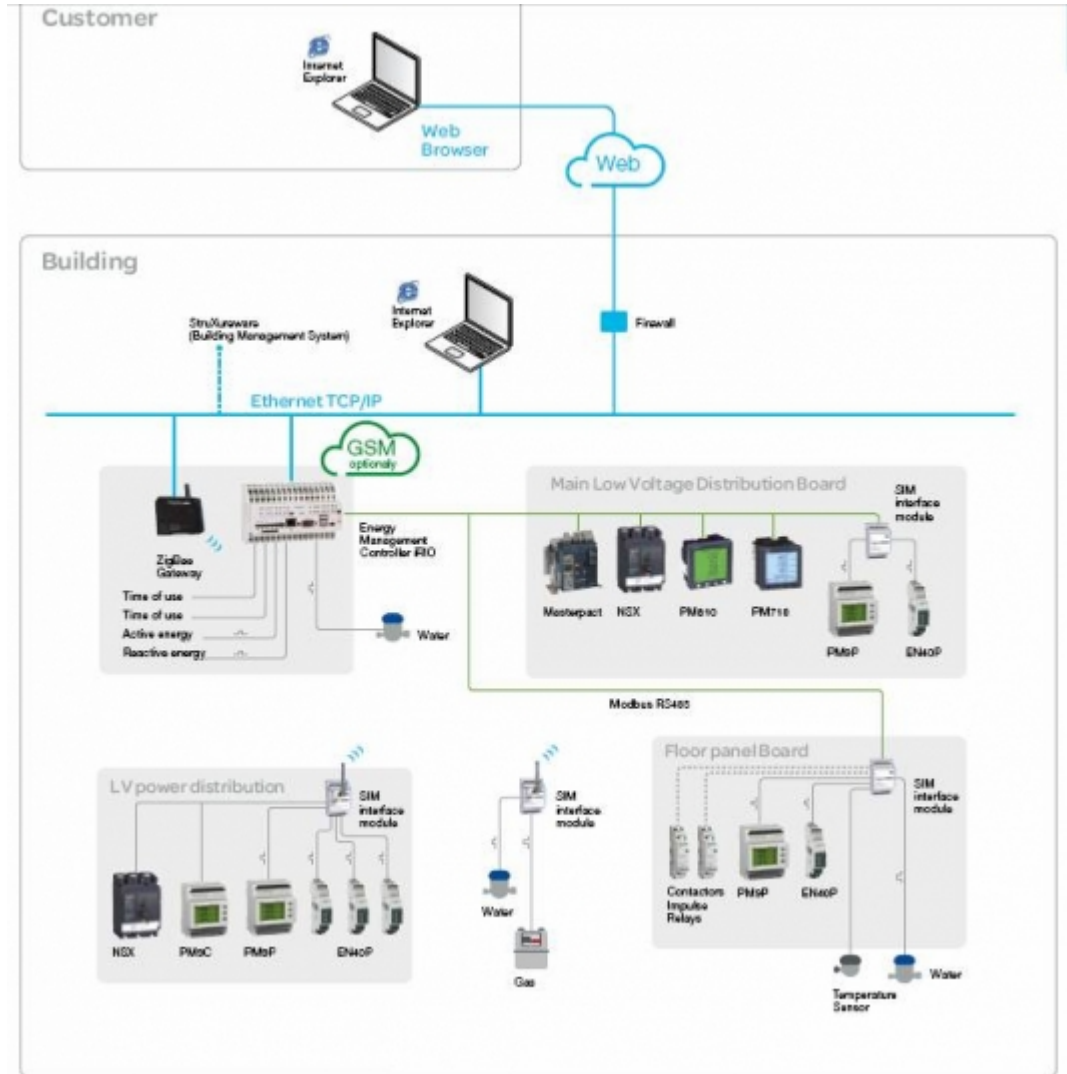 Customer
Internet
Explorer
Web
Browser
Web
Building
Internet
Explorer
Firewall
StruXureware
(Building Management System)
Ethernet TCP/IP
GSM
optionaly
ZigBee
Gateway
Energy
Management
Controller iRIO
Time of use
Time of use
Active energy
Reactive energy
Water
Main Low Voltage Distribution Board
SIM
interface
module
Masterpact
NSX
PM810
PM710
PM9P
EN40P
Modbus RS485
LV power distribution
SIM
interface
module
NSX
PM9C
PM9P
EN40P
SIM
interface
module
Water
Gas
Floor panel Board
SIM
interface
module
Contactors
Impulse
Relays
PM9P
EN40P
Temperature
Sensor
Water